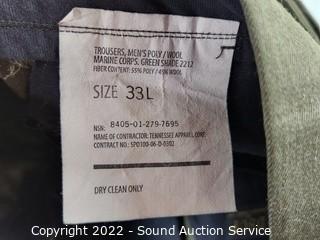 TROUSERS, MEN'S POLY / WOOL
MARINE CORPS. GREEN SHADE 2212
FIBER CONTENT: 55% POLY / 45% WOOL
SIZE 33L
NSN: 8405-01-279-7695
NAME OF CONTRACTOR: TENNESSEE APPAREL CORP.
CONTRACT NO.: SPO100-06-D-0302
DRY CLEAN ONLY
Copyright © 2022 - Sound Auction Service